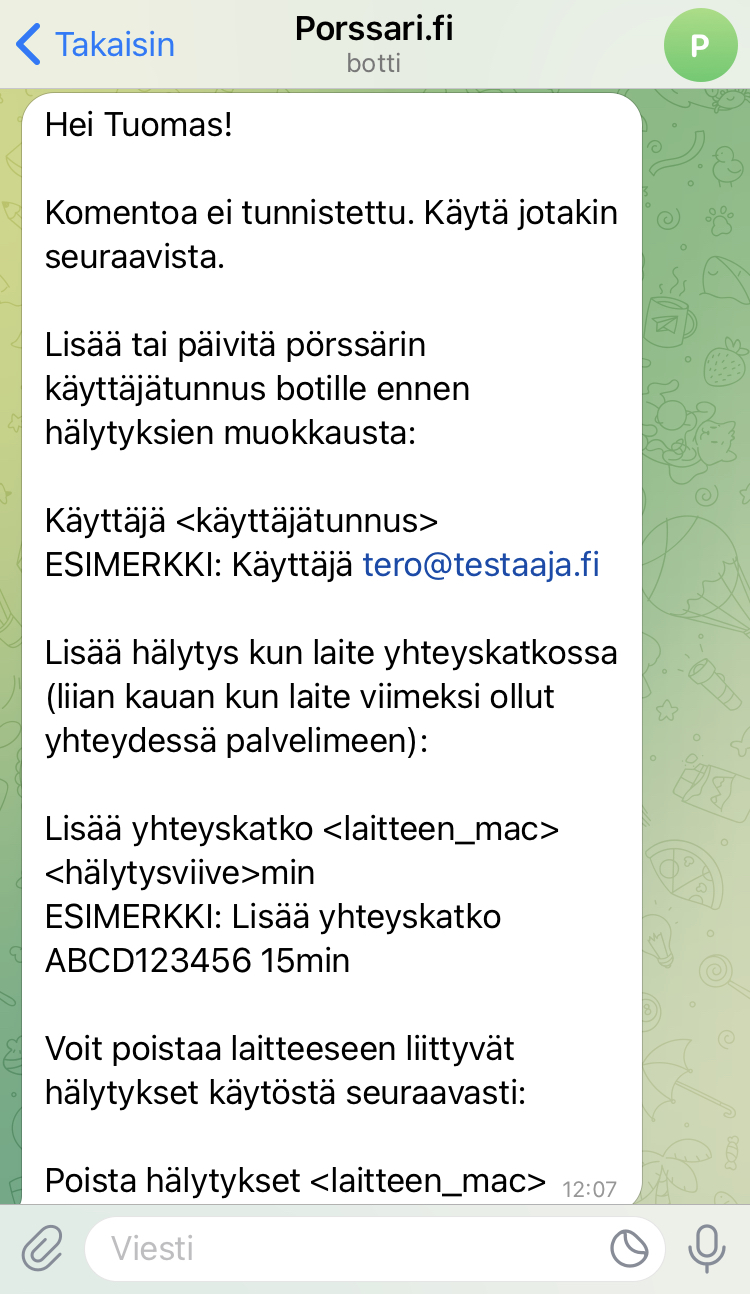 Takaisin
Porssari.fi
botti
P
Hei Tuomas!
Komentoa ei tunnistettu. Käytä jotakin
seuraavista.
Lisää tai päivitä pörssärin
käyttäjätunnus botille ennen
hälytyksien muokkausta:
Käyttäjä <käyttäjätunnus>
ESIMERKKI: Käyttäjä tero@testaaja.fi
Lisää hälytys kun laite yhteyskatkossa
(liian kauan kun laite viimeksi ollut
yhteydessä palvelimeen):
Lisää yhteyskatko <laitteen_mac>
<hälytysviive>min
ESIMERKKI: Lisää yhteyskatko
ABCD123456 15min
Voit poistaa laitteeseen liittyvät
hälytykset käytöstä seuraavasti:
Poista hälytykset <laitteen_mac> 12:07
Viesti